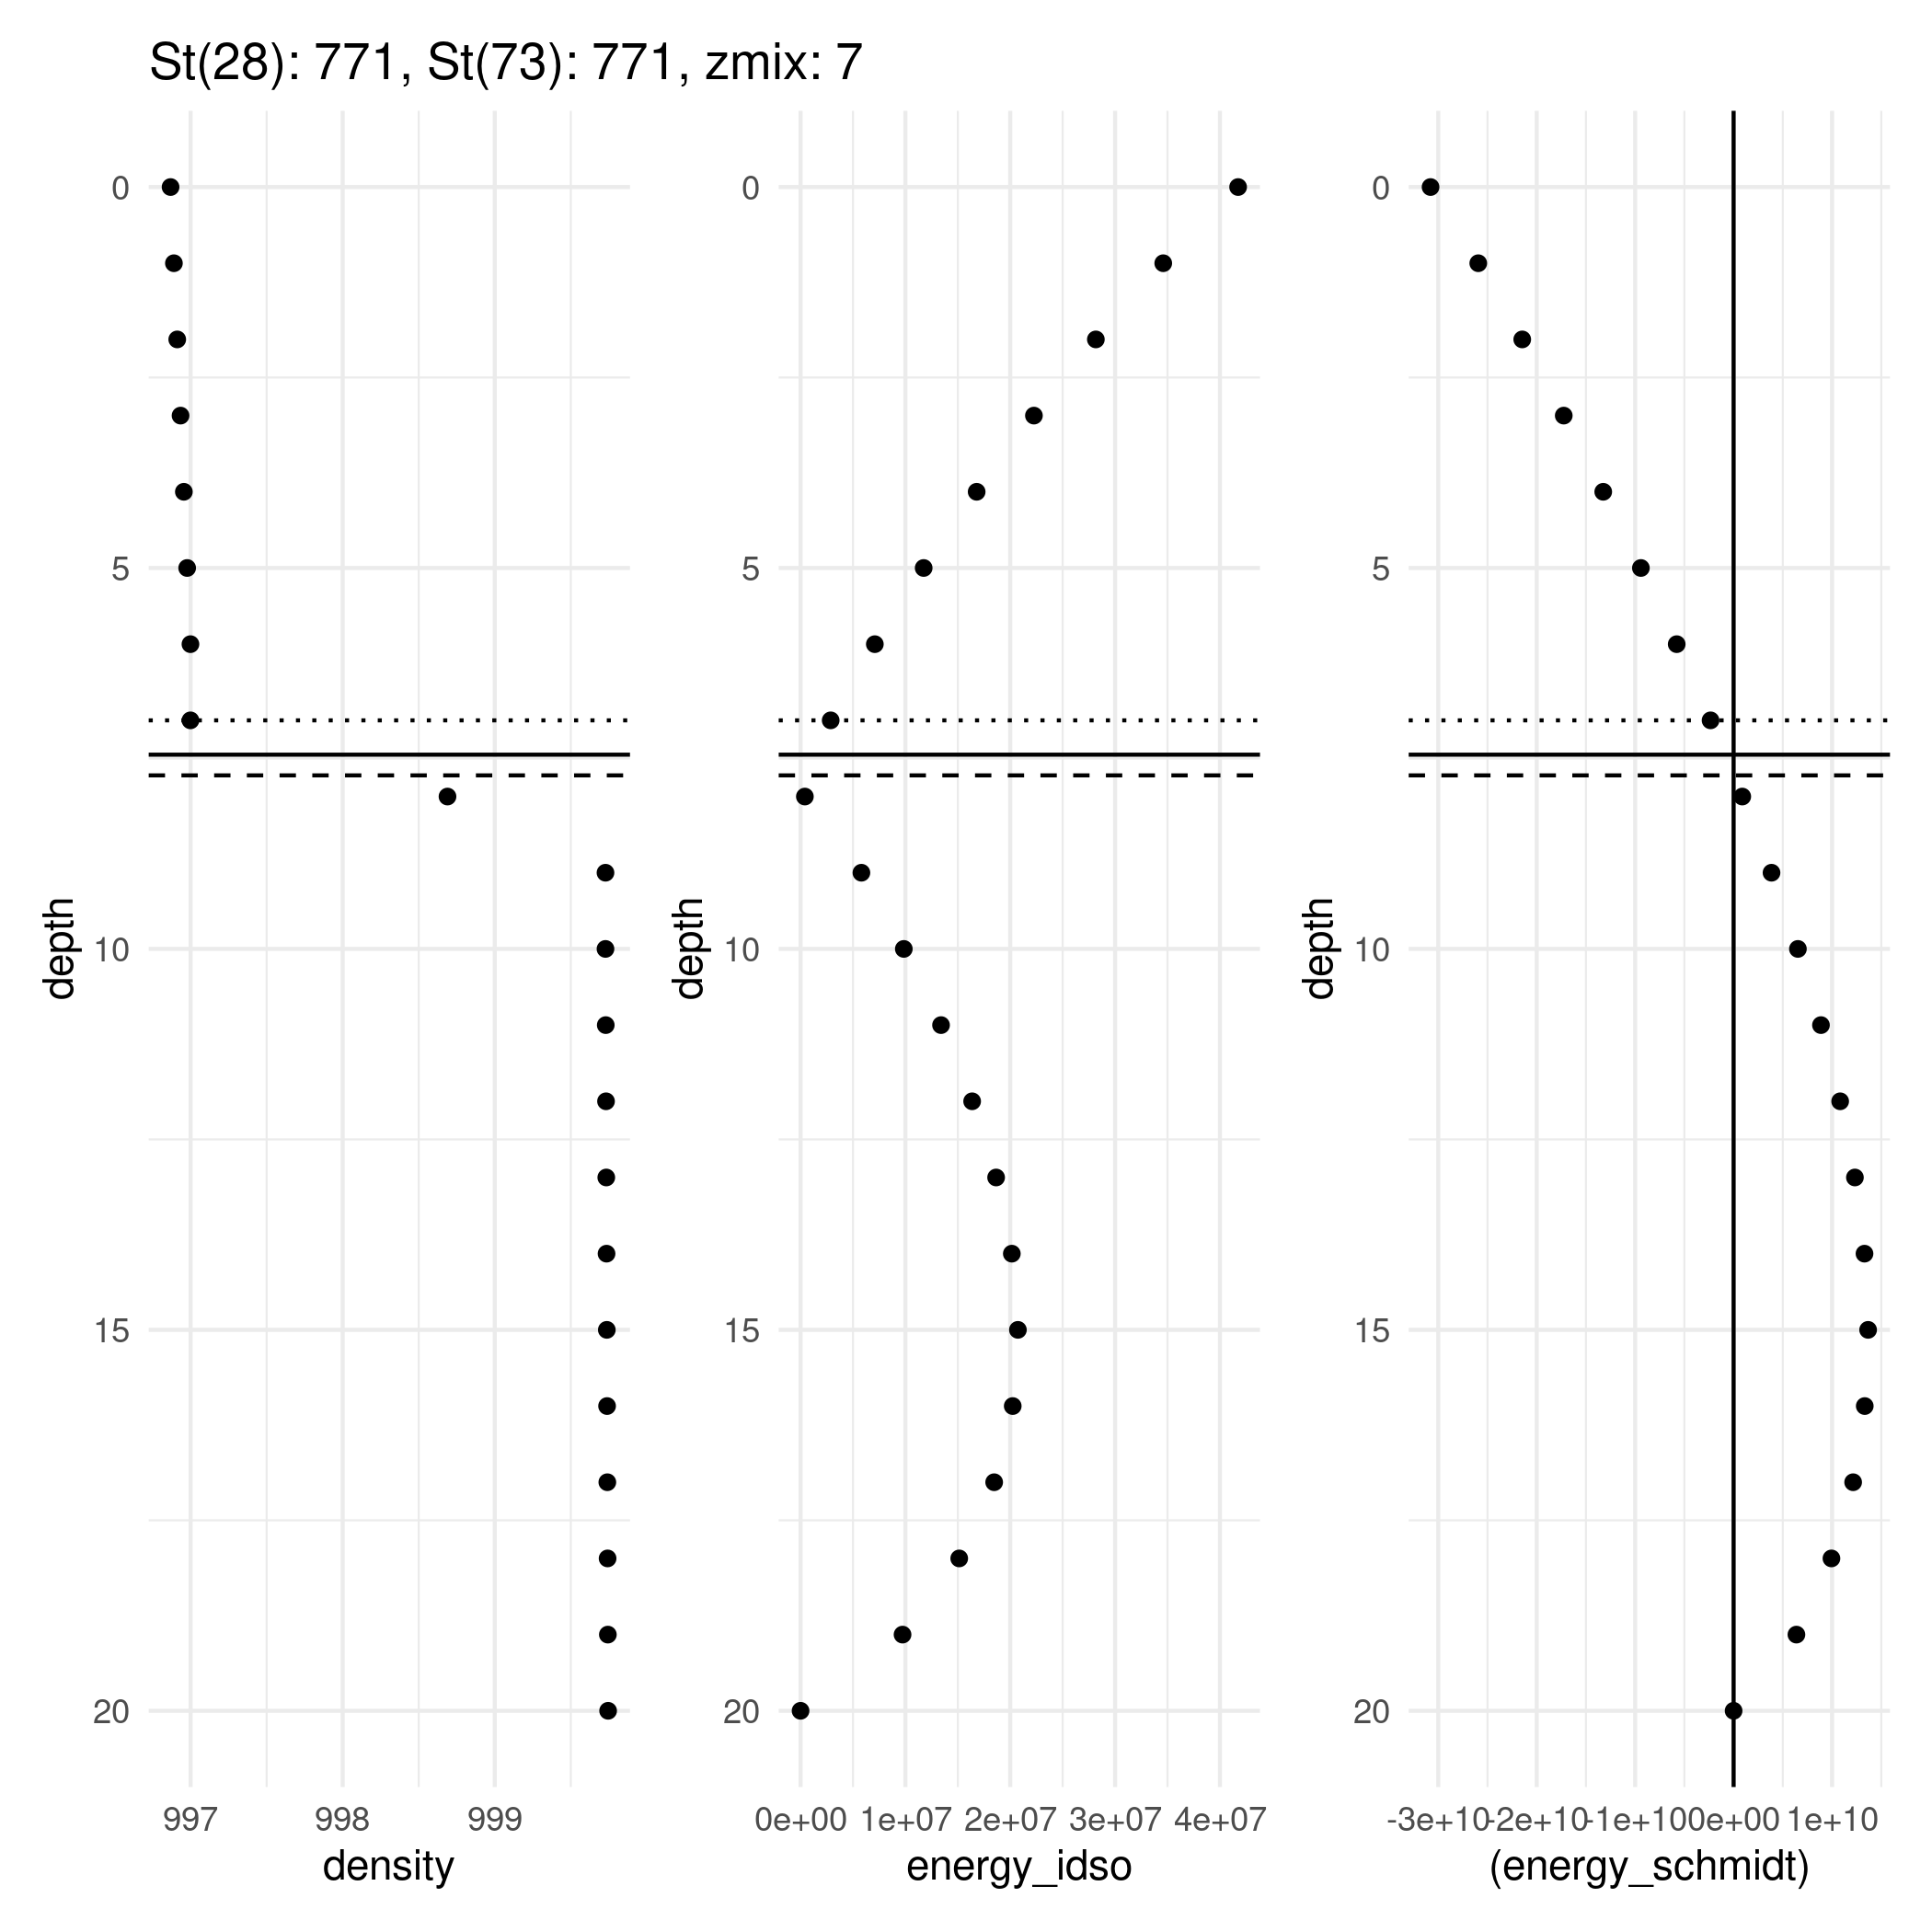 St(28): 771, St(73): 771, zmix: 7
depth
0
5
10
15
20
997 998 999
density
depth
0
5
10
15
20
0e+00 1e+07 2e+07 3e+07 4e+07
energy_idso
depth
0
5
10
15
20
-3e+10 -2e+10 -1e+10 0e+00 1e+10
(energy_schmidt)